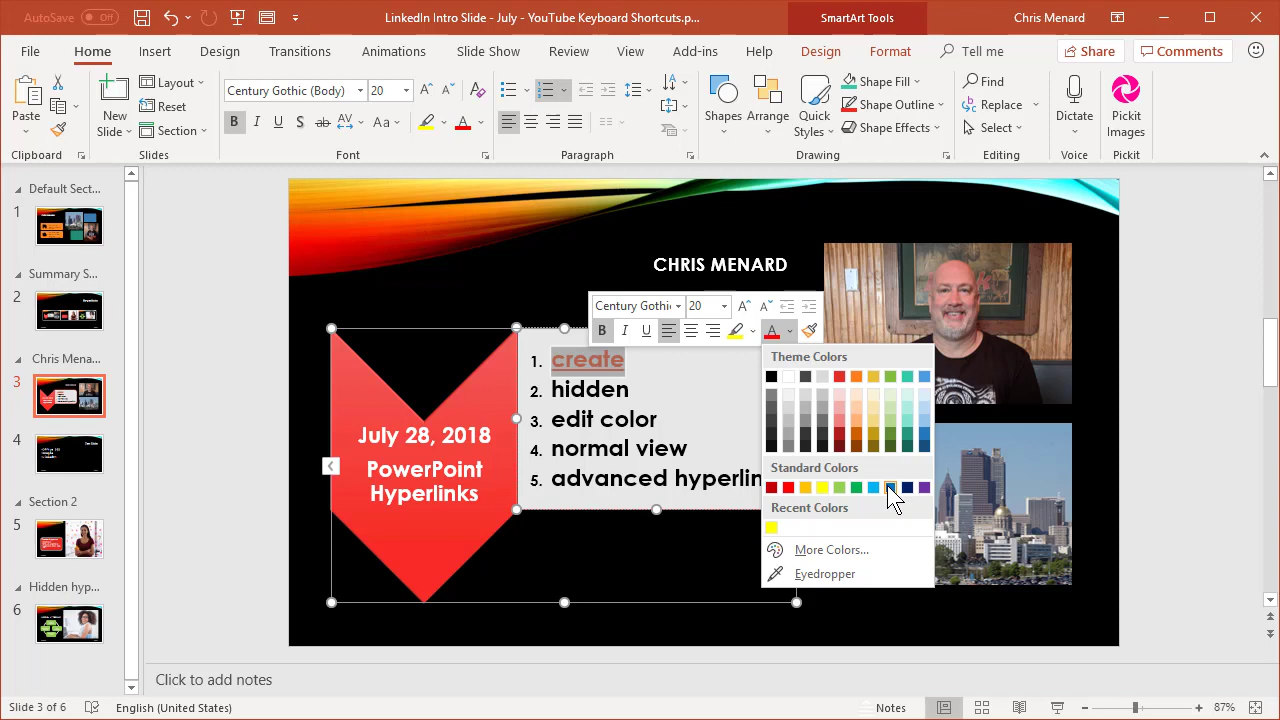 AutoSave Off
LinkedIn Intro Slide - July - YouTube Keyboard Shortcuts.p...
SmartArt Tools
Chris Menard
File Home Insert Design Transitions Animations Slide Show Review View Add-ins Help Design Format Tell me Share Comments
Paste
Clipboard
New
Slide
Layout
Reset
Section
Slides
Century Gothic (Body) 20
B I U S ab AV Aa A
Font
Paragraph
Shapes
Arrange
Quick
Styles
Shape Fill
Shape Outline
Shape Effects
Drawing
Find
Replace
Select
Editing
Dictate
Voice
Pickit
Images
Pickit
Default Sect...
1
Summary S...
2
Chris Mena...
3
4
Section 2
5
Hidden hyp...
6
CHRIS MENARD
July 28, 2018
PowerPoint
Hyperlinks
1. create
2. hidden
3. edit color
4. normal view
5. advanced hyperlin
Century Gothic 20
B I U A
Theme Colors
Standard Colors
Recent Colors
More Colors...
Eyedropper
Click to add notes
Slide 3 of 6 English (United States) Notes 87%